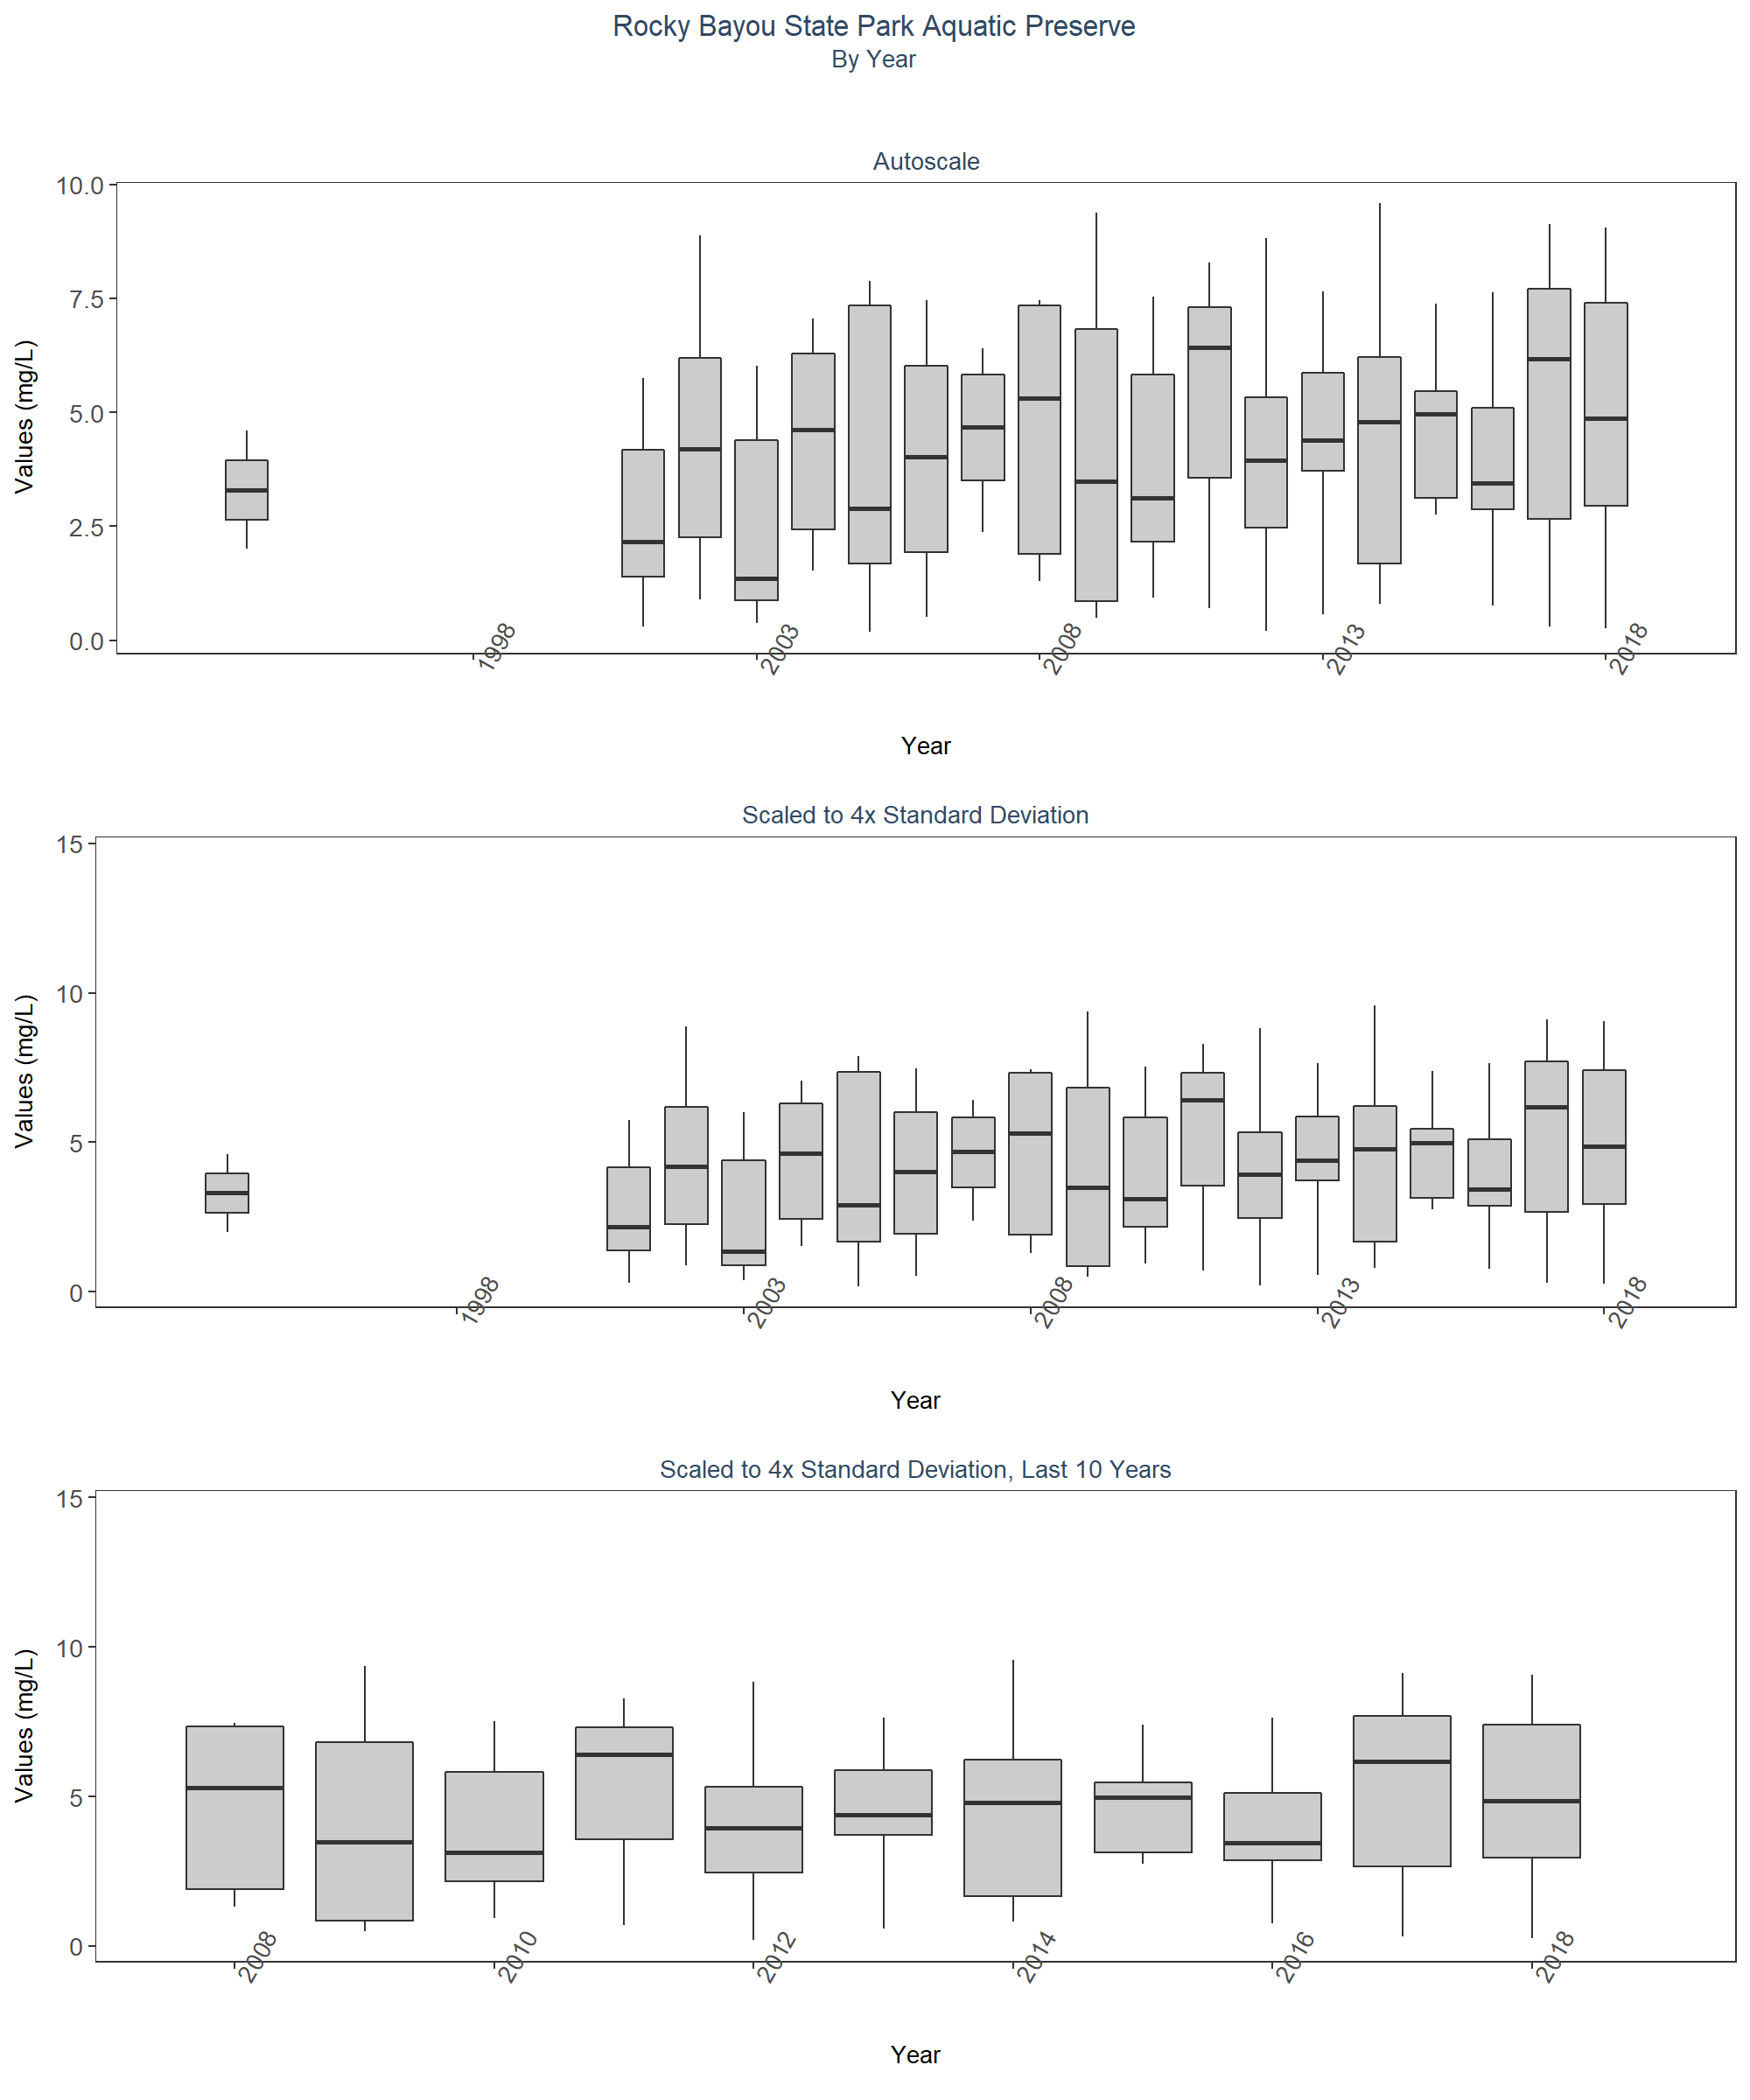 Rocky Bayou State Park Aquatic Preserve
By Year
Autoscale
Values (mg/L)
10.0
7.5
5.0
2.5
0.0
1998
2003
2008
2013
2018
Year
Scaled to 4x Standard Deviation
Values (mg/L)
15
10
5
0
1998
2003
2008
2013
2018
Year
Scaled to 4x Standard Deviation, Last 10 Years
Values (mg/L)
15
10
5
0
2008
2010
2012
2014
2016
2018
Year